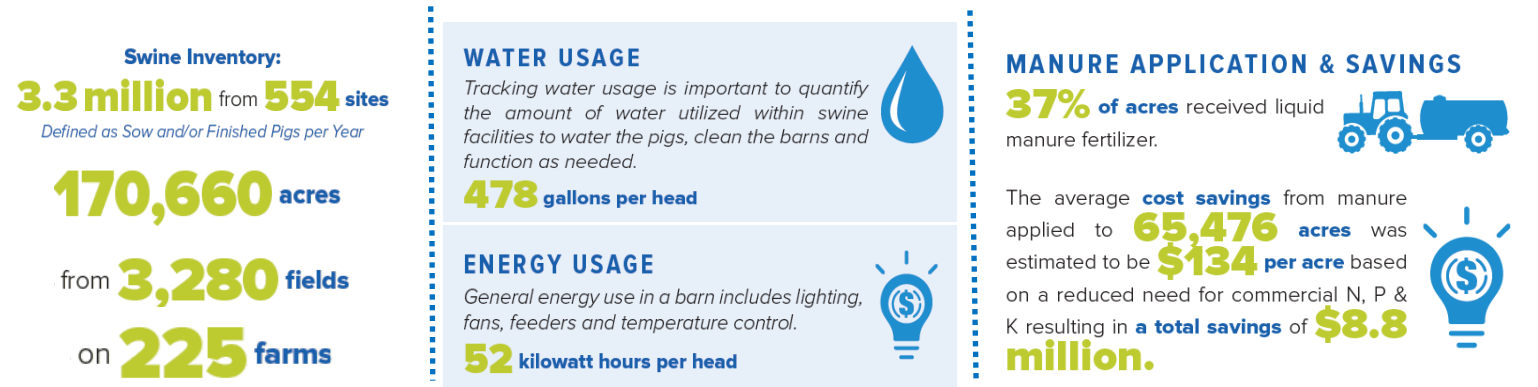 Swine Inventory:
3.3 million from 554 sites
Defined as Sow and/or Finished Pigs per Year
170,660 acres
from 3,280 fields
on 225 farms
WATER USAGE
Tracking water usage is important to quantify
the amount of water utilized within swine
facilities to water the pigs, clean the barns and
function as needed.
478 gallons per head
ENERGY USAGE
General energy use in a barn includes lighting,
fans, feeders and temperature control.
52 kilowatt hours per head
MANURE APPLICATION & SAVINGS
37% of acres received liquid
manure fertilizer.
The average cost savings from manure
applied to 65,476 acres was
estimated to be $134 per acre based
on a reduced need for commercial N, P &
K resulting in a total savings of $8.8
million.